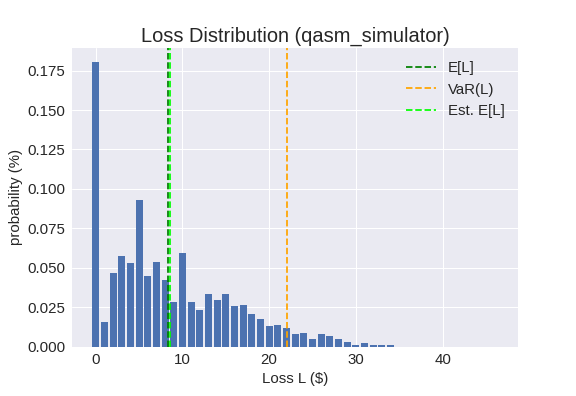 Loss Distribution (qasm_simulator)
E[L]
VaR(L)
Est. E[L]
probability (%)
0.175
0.150
0.125
0.100
0.075
0.050
0.025
0.000
0 10 20 30 40
Loss L ($)